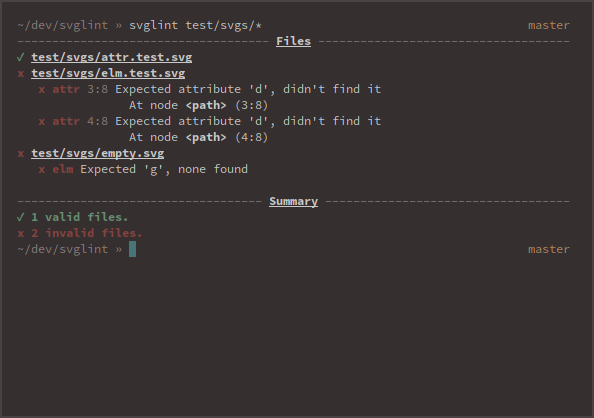 ~/dev/svglint » svglint test/svgs/* master
------------------------------------ Files ------------------------------------
✓ test/svgs/attr.test.svg
x test/svgs/elm.test.svg
x attr 3:8 Expected attribute 'd', didn't find it
At node <path> (3:8)
x attr 4:8 Expected attribute 'd', didn't find it
At node <path> (4:8)
x test/svgs/empty.svg
x elm Expected 'g', none found
----------------------------------- Summary -----------------------------------
✓ 1 valid files.
x 2 invalid files.
~/dev/svglint » master